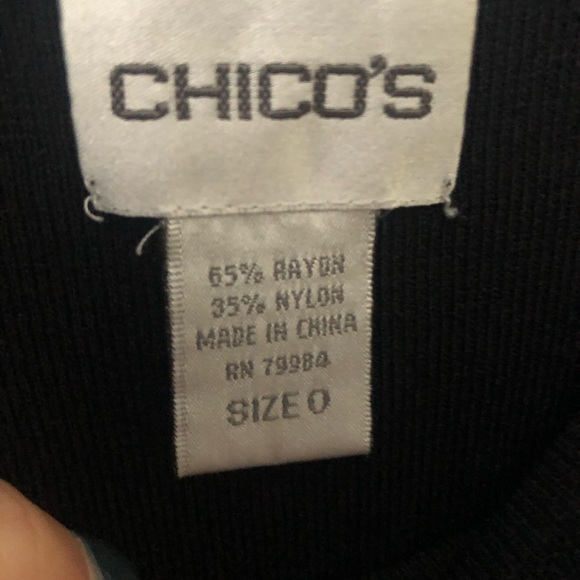 CHICO'S
65% RAYON
35% NYLON
MADE IN CHINA
RN 79984
SIZE 0